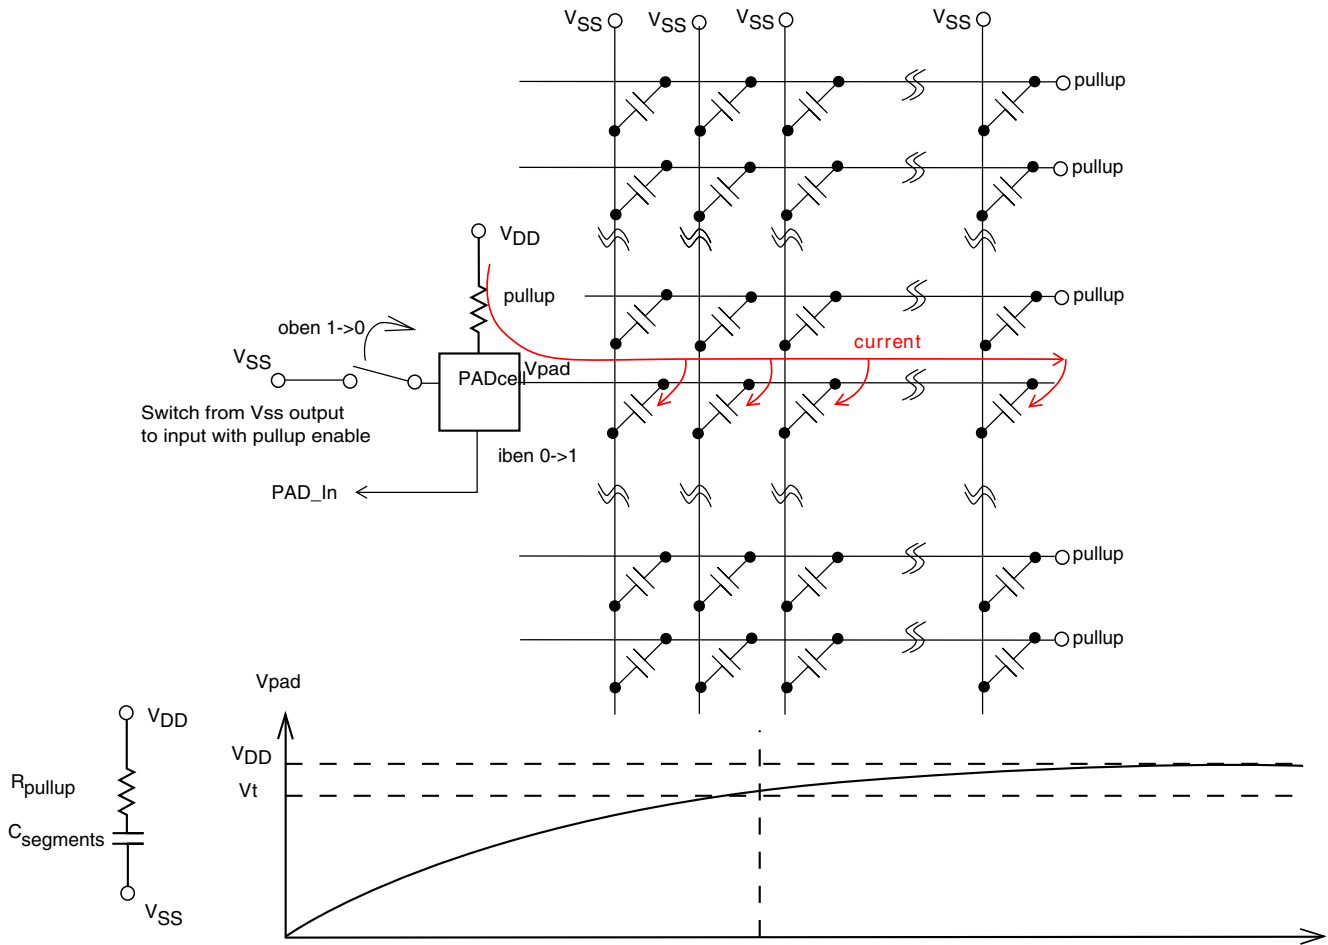 VSS VSS VSS VSS
pullup
pullup
VDD
pullup
pullup
oben 1->0
current
VSS
PADcell
Vpad
Switch from Vss output
to input with pullup enable
iben 0->1
PAD_In
pullup
pullup
Vpad
VDD
VDD
Rpullup
Vt
Csegments
VSS